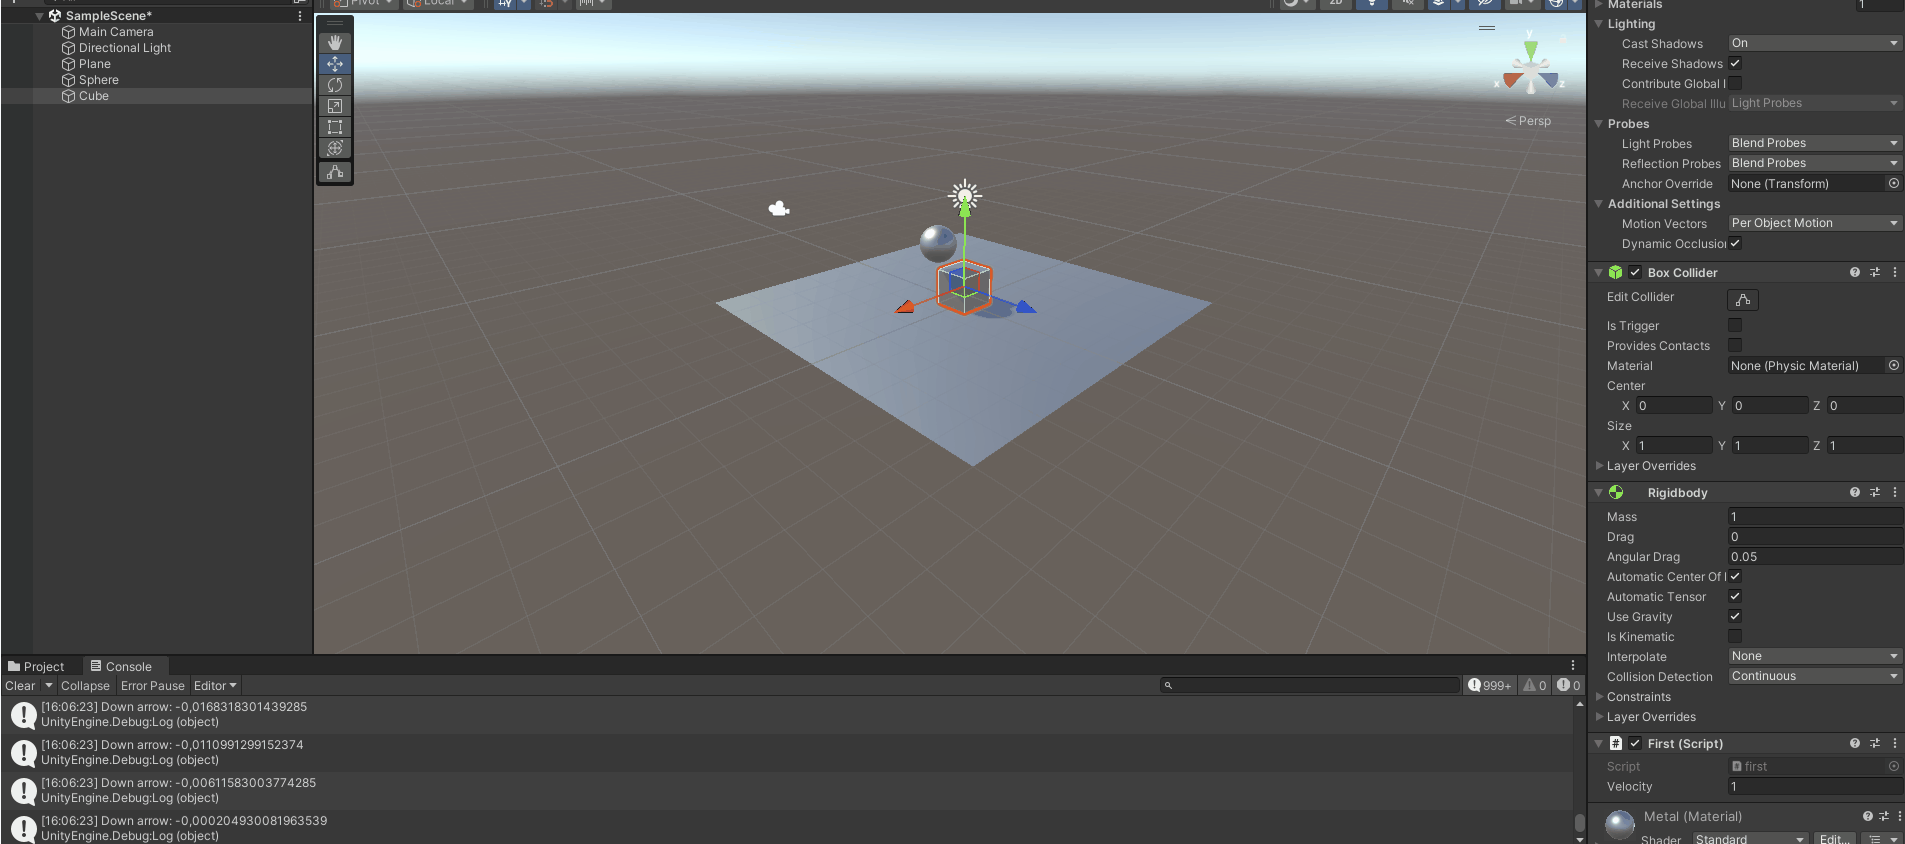 Pivot
Local
2D
SampleScene*
Main Camera
Directional Light
Plane
Sphere
Cube
y
x
z
Persp
Materials
1
Lighting
Cast Shadows On
Receive Shadows
Contribute Global I
Receive Global Illu Light Probes
Probes
Light Probes Blend Probes
Reflection Probes Blend Probes
Anchor Override None (Transform)
Additional Settings
Motion Vectors Per Object Motion
Dynamic Occlusion
Box Collider
Edit Collider
Is Trigger
Provides Contacts
Material None (Physic Material)
Center
X 0 Y 0 Z 0
Size
X 1 Y 1 Z 1
Layer Overrides
Rigidbody
Mass 1
Drag 0
Angular Drag 0.05
Automatic Center Of
Automatic Tensor
Use Gravity
Is Kinematic
Interpolate None
Collision Detection Continuous
Constraints
Layer Overrides
# First (Script)
Script first
Velocity 1
Metal (Material)
Shader Standard Edit...
Project Console
Clear Collapse Error Pause Editor
999+ 0 0
[16:06:23] Down arrow: -0,0168318301439285
UnityEngine.Debug:Log (object)
[16:06:23] Down arrow: -0,0110991299152374
UnityEngine.Debug:Log (object)
[16:06:23] Down arrow: -0,00611583003774285
UnityEngine.Debug:Log (object)
[16:06:23] Down arrow: -0,000204930081963539
UnityEngine.Debug:Log (object)